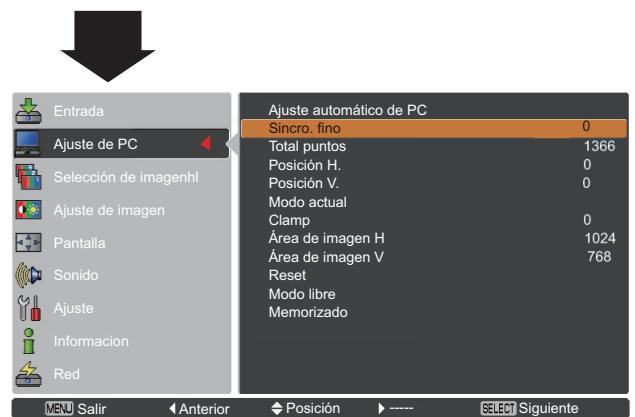 Entrada
Ajuste de PC
Selección de imagenhl
Ajuste de imagen
Pantalla
Sonido
Ajuste
Informacion
Red
Ajuste automático de PC
Sincro. fino 0
Total puntos 1366
Posición H. 0
Posición V. 0
Modo actual
Clamp 0
Área de imagen H 1024
Área de imagen V 768
Reset
Modo libre
Memorizado
MENU Salir Anterior Posición ----- SELECT Siguiente